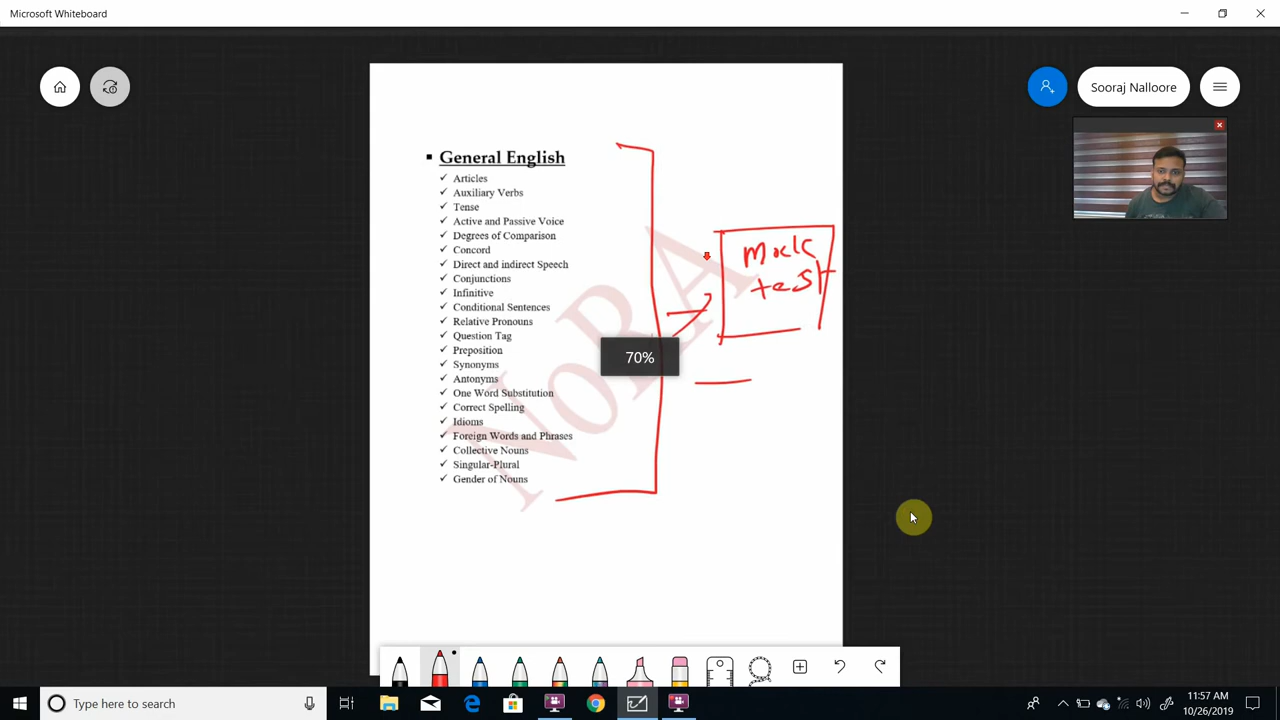 Microsoft Whiteboard
Sooraj Nalloore
General English
Articles
Auxiliary Verbs
Tense
Active and Passive Voice
Degrees of Comparison
Concord
Direct and indirect Speech
Conjunctions
Infinitive
Conditional Sentences
Relative Pronouns
Question Tag
Preposition
Synonyms
Antonyms
One Word Substitution
Correct Spelling
Idioms
Foreign Words and Phrases
Collective Nouns
Singular-Plural
Gender of Nouns
NoRA
mock
test
70%
Type here to search
11:57 AM
10/26/2019